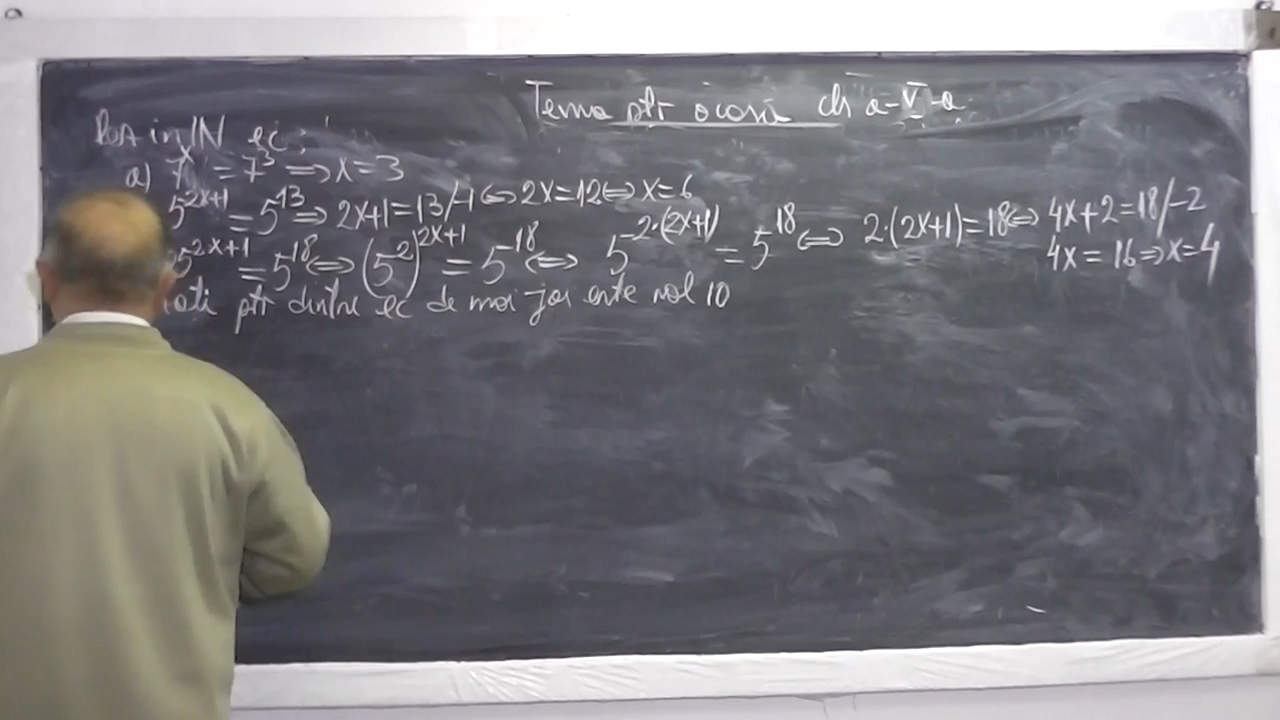 Tema ptr acasă cls a-V-a
Rez in ℕ ec:
a) 7^x = 7^3 ⟹ x=3
5^{2x+1} = 5^{13} ⟹ 2x+1=13/-1 ⟺ 2x=12 ⟺ x=6
5^{2x+1} = 5^{18} ⟺ (5^2)^{2x+1} = 5^{18} ⟺ 5^{2·(2x+1)} = 5^{18} ⟺ 2·(2x+1)=18 ⟺ 4x+2=18/-2
4x=16 ⟹ x=4
ptr dintre ec de mai jos este sol 10